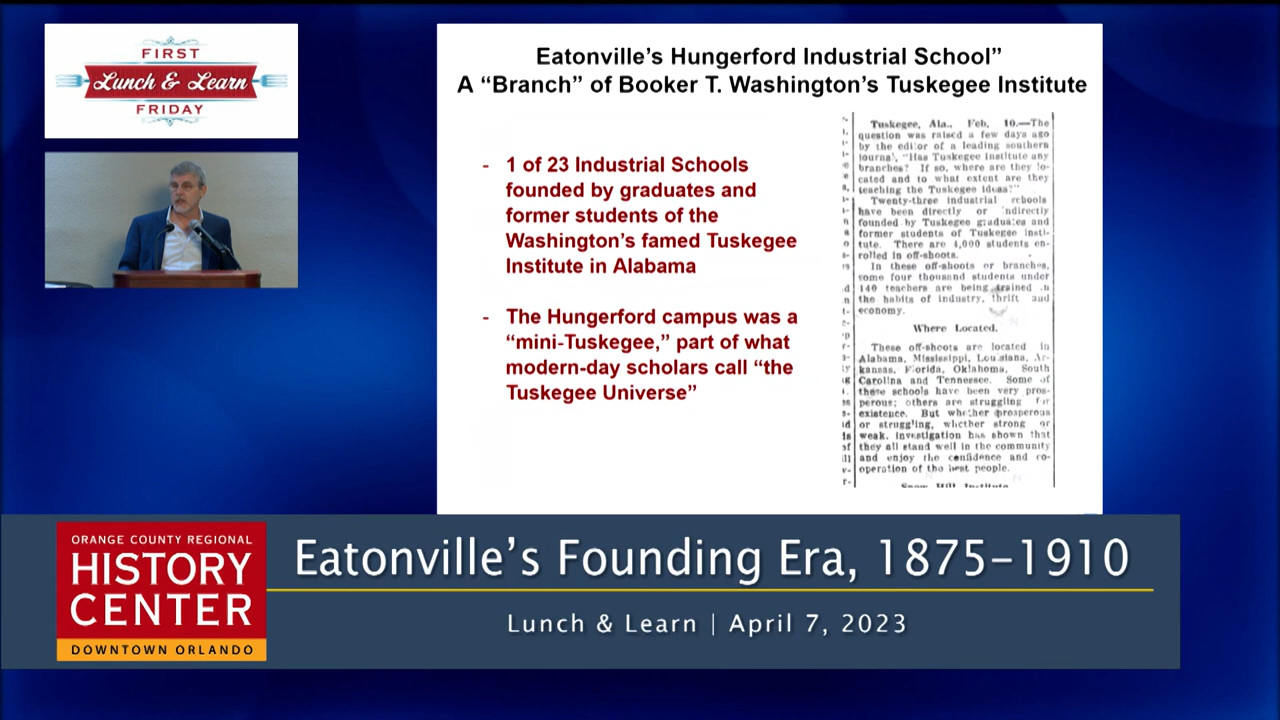 FIRST
Lunch & Learn
FRIDAY
Eatonville's Hungerford Industrial School”
A “Branch” of Booker T. Washington's Tuskegee Institute
- 1 of 23 Industrial Schools
founded by graduates and
former students of the
Washington's famed Tuskegee
Institute in Alabama
- The Hungerford campus was a
“mini-Tuskegee,” part of what
modern-day scholars call “the
Tuskegee Universe”
Tuskegee, Ala., Feb. 10.—The
question was raised a few days ago
by the editor of a leading southern
journal, "Has Tuskegee Institute any
branches? If so, where are they lo-
cated and to what extent are they
teaching the Tuskegee ideas?"
Twenty-three industrial schools
have been directly or indirectly
founded by Tuskegee graduates and
former students of Tuskegee insti-
tute. There are 4,000 students en-
rolled in off-shoots.
In these off-shoots or branches,
some four thousand students under
140 teachers are being trained in
the habits of industry, thrift and
economy.
Where Located.
These off-shoots are located in
Alabama, Mississippi, Louisiana, Ar-
kansas, Florida, Oklahoma, South
Carolina and Tennessee. Some of
these schools have been very pros-
perous; others are struggling for
existence. But whether prosperous
or struggling, whether strong or
weak, investigation has shown that
they all stand well in the community
and enjoy the confidence and co-
operation of the best people.
ORANGE COUNTY REGIONAL
HISTORY
CENTER
DOWNTOWN ORLANDO
Eatonville's Founding Era, 1875–1910
Lunch & Learn | April 7, 2023